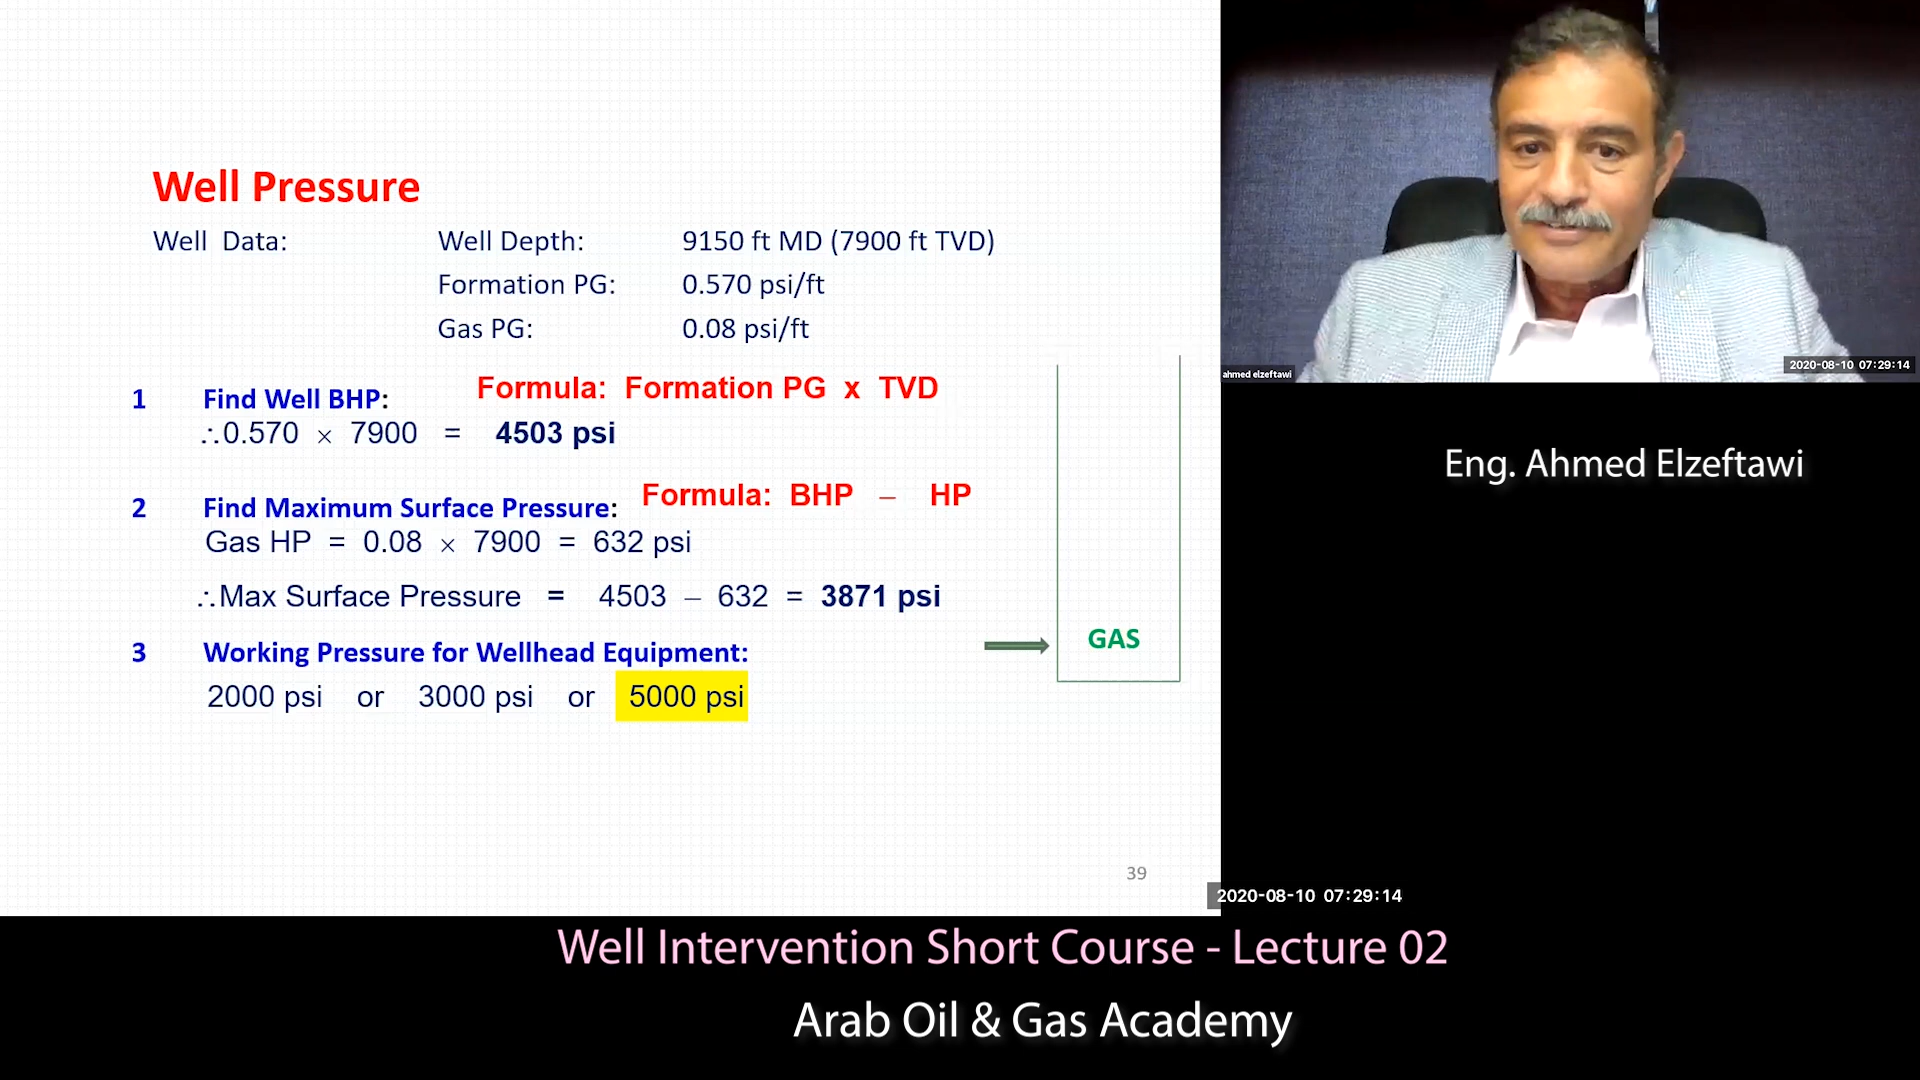 Well Pressure
Well Data: Well Depth: 9150 ft MD (7900 ft TVD)
Formation PG: 0.570 psi/ft
Gas PG: 0.08 psi/ft
1 Find Well BHP: Formula: Formation PG x TVD
∴0.570 × 7900 = 4503 psi
2 Find Maximum Surface Pressure: Formula: BHP – HP
Gas HP = 0.08 × 7900 = 632 psi
∴Max Surface Pressure = 4503 – 632 = 3871 psi
3 Working Pressure for Wellhead Equipment:
2000 psi or 3000 psi or 5000 psi
GAS
39
ahmed elzeftawi
2020-08-10 07:29:14
Eng. Ahmed Elzeftawi
2020-08-10 07:29:14
Well Intervention Short Course - Lecture 02
Arab Oil & Gas Academy